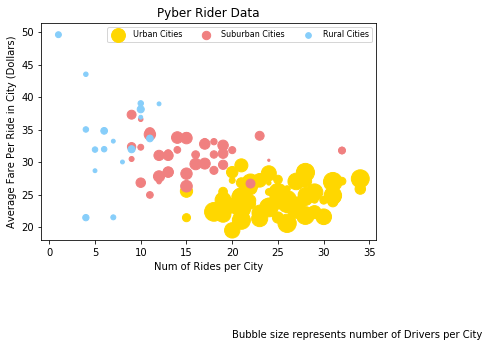 Pyber Rider Data
Urban Cities Suburban Cities Rural Cities
Average Fare Per Ride in City (Dollars)
50
45
40
35
30
25
20
0 5 10 15 20 25 30 35
Num of Rides per City
Bubble size represents number of Drivers per City